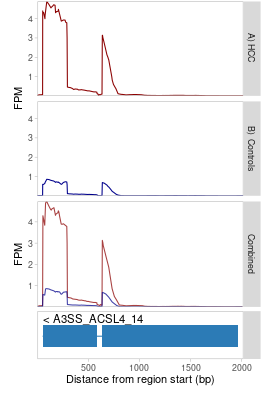 4
3
2
1
FPM
A) HCC
4
3
2
1
B) Controls
4
3
2
1
FPM
Combined
< A3SS_ACSL4_14
500 1000 1500 2000
Distance from region start (bp)